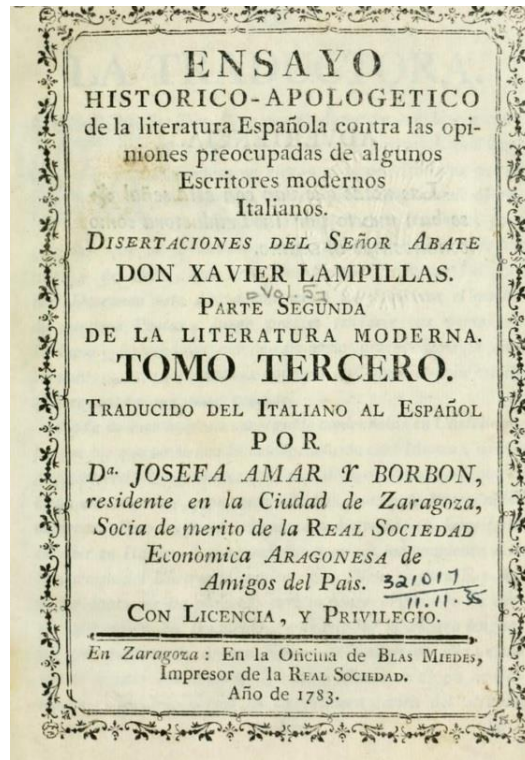 ENSAYO
HISTORICO-APOLOGETICO
de la literatura Española contra las opi-
niones preocupadas de algunos
Escritores modernos
Italianos.
DISERTACIONES DEL SEÑOR ABATE
DON XAVIER LAMPILLAS.
Vol. 5
PARTE SEGUNDA
DE LA LITERATURA MODERNA.
TOMO TERCERO.
TRADUCIDO DEL ITALIANO AL ESPAÑOL
POR
Dª. JOSEFA AMAR Y BORBON,
residente en la Ciudad de Zaragoza,
Socia de merito de la REAL SOCIEDAD
Econòmica ARAGONESA de
Amigos del Paìs.
321017
11.11.35
CON LICENCIA, Y PRIVILEGIO.
En Zaragoza: En la Oficina de BLAS MIEDES,
Impresor de la REAL SOCIEDAD.
Año de 1783.